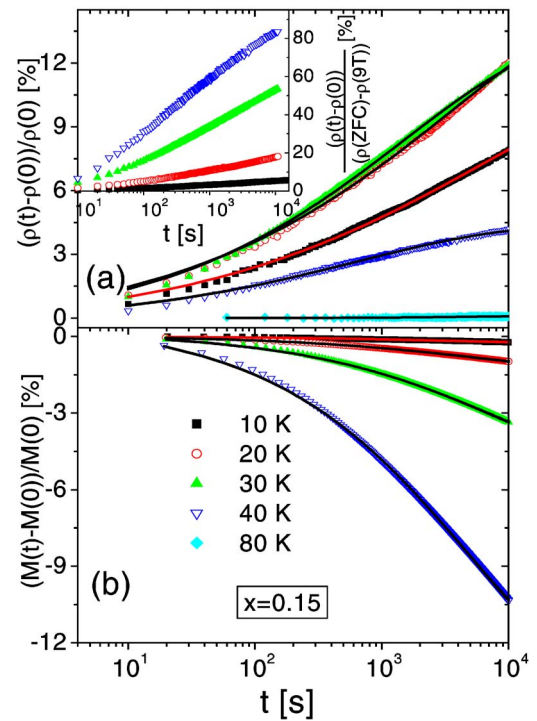 (ρ(t)-ρ(0))/ρ(0) [%]
12
9
6
3
0
(a)
80
60
40
20
0
(ρ(t)-ρ(0)) [%]
(ρ(ZFC)-ρ(9T))
10¹ 10² 10³ 10⁴
t [s]
(M(t)-M(0))/M(0) [%]
0
-3
-6
-9
-12
10 K
20 K
30 K
40 K
80 K
(b)
x=0.15
10¹ 10² 10³ 10⁴
t [s]